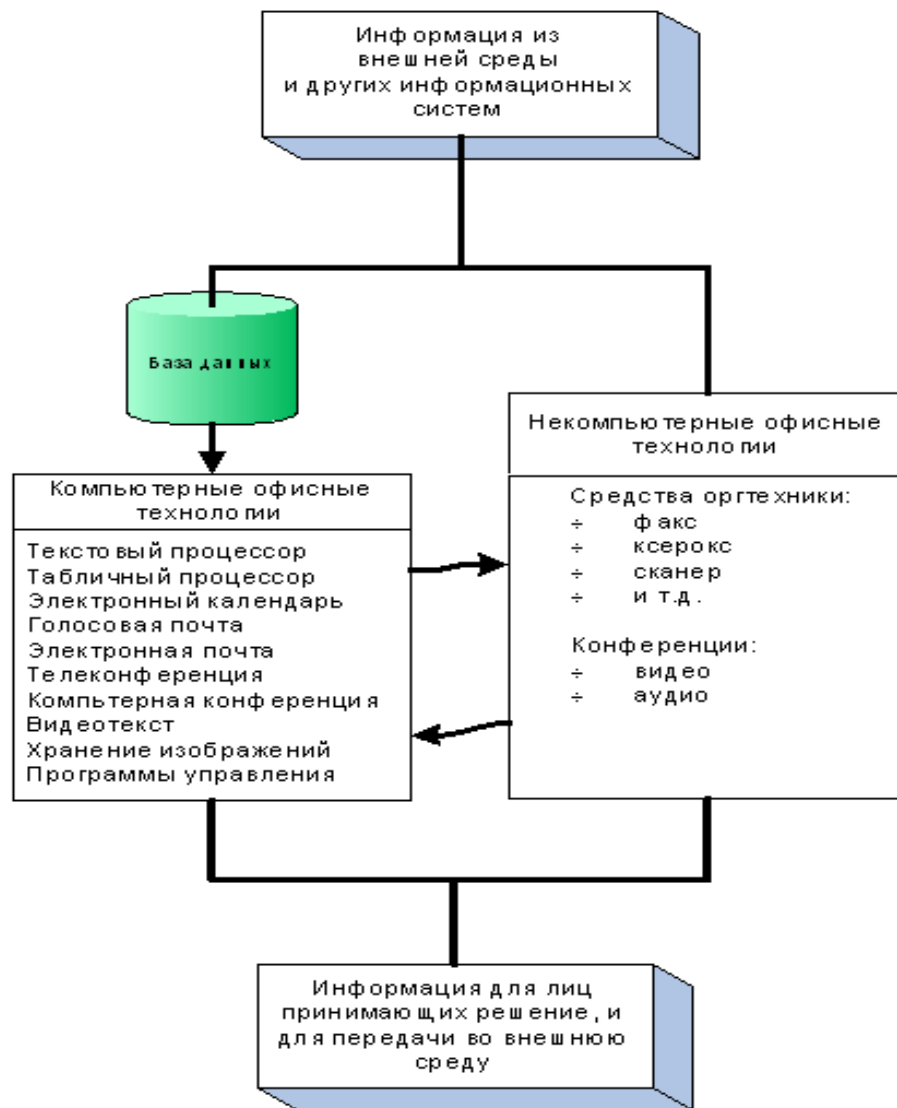 Информация из
внешней среды
и других информационных
систем
База данных
Некомпьютерные офисные
технологии
Компьютерные офисные
технологии
Средства оргтехники:
÷ факс
÷ ксерокс
÷ сканер
÷ и т.д.
Конференции:
÷ видео
÷ аудио
Текстовый процессор
Табличный процессор
Электронный календарь
Голосовая почта
Электронная почта
Телеконференция
Компьтерная конференция
Видеотекст
Хранение изображений
Программы управления
Информация для лиц
принимающих решение, и
для передачи во внешнюю
среду